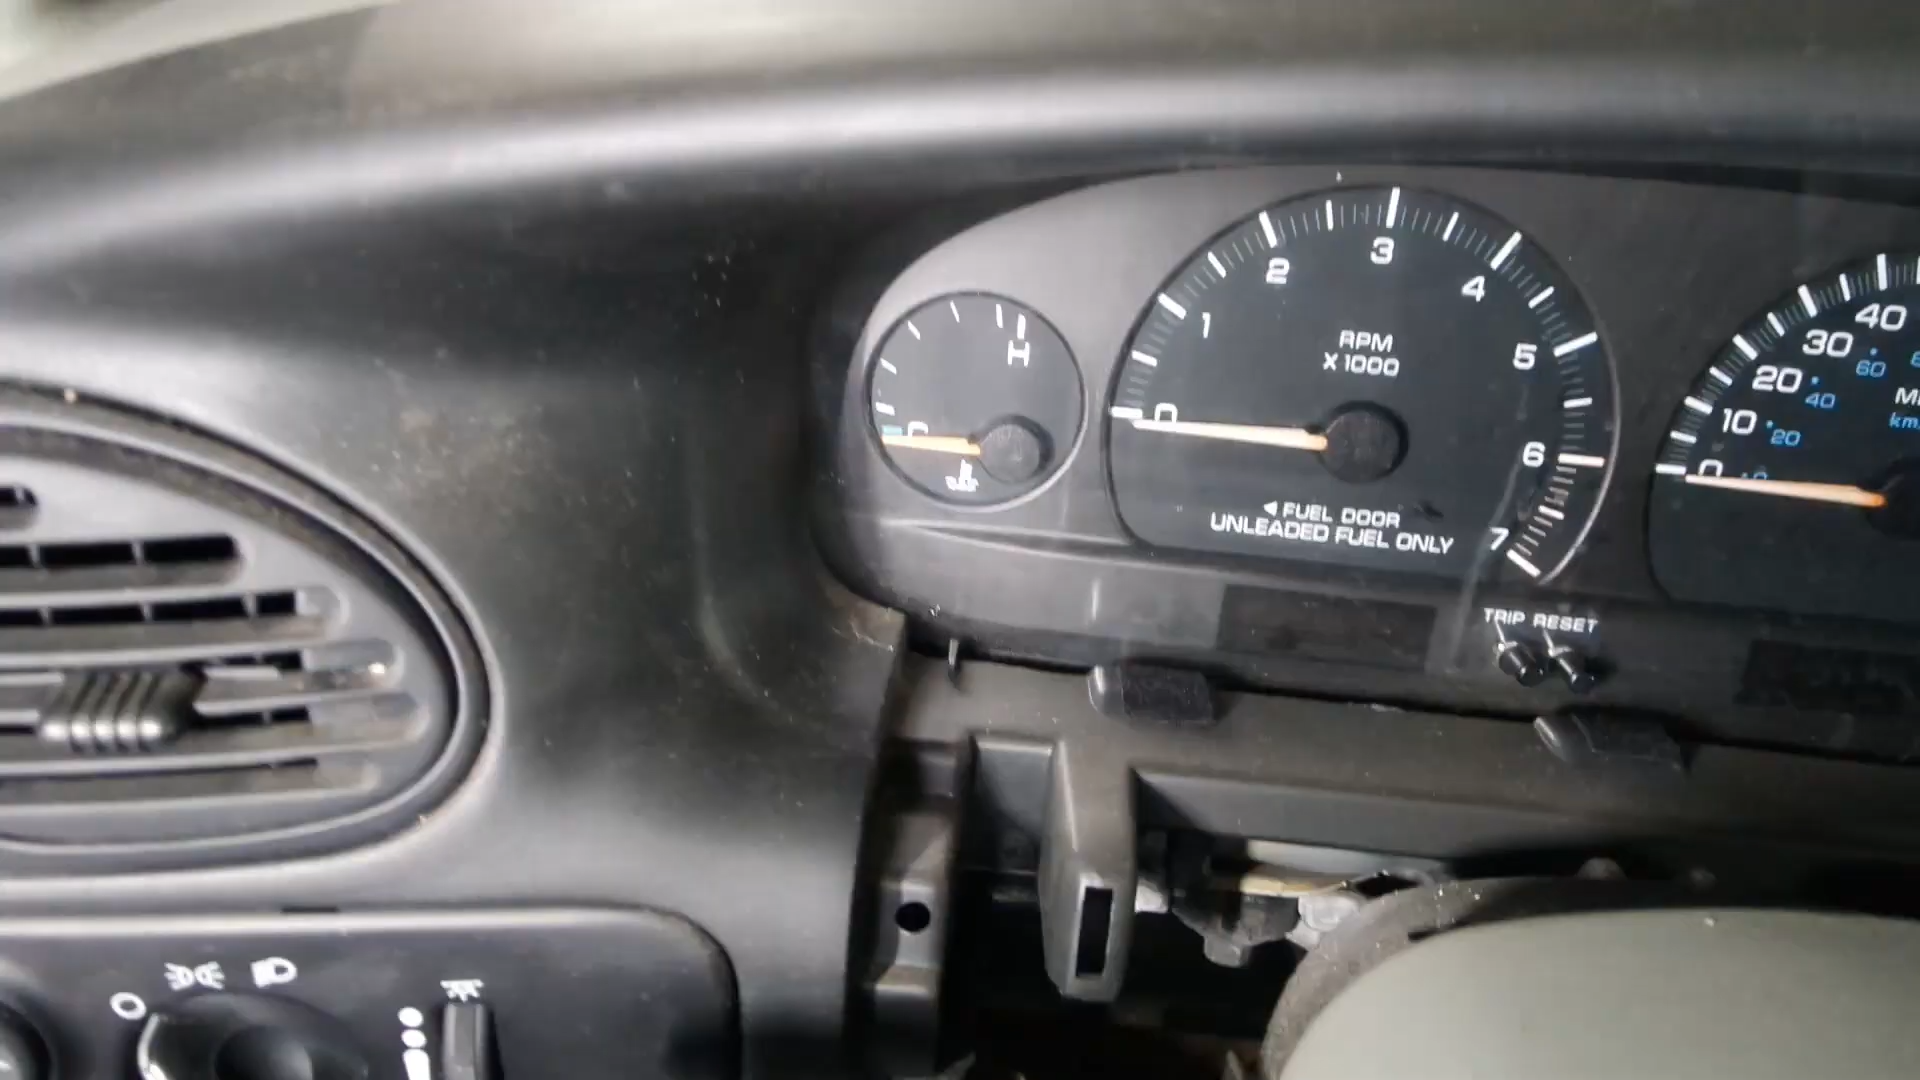 H
C
0
1
2
3
4
5
6
7
RPM
X 1000
◄ FUEL DOOR
UNLEADED FUEL ONLY
TRIP RESET
0
10
20
30
40
20
40
60